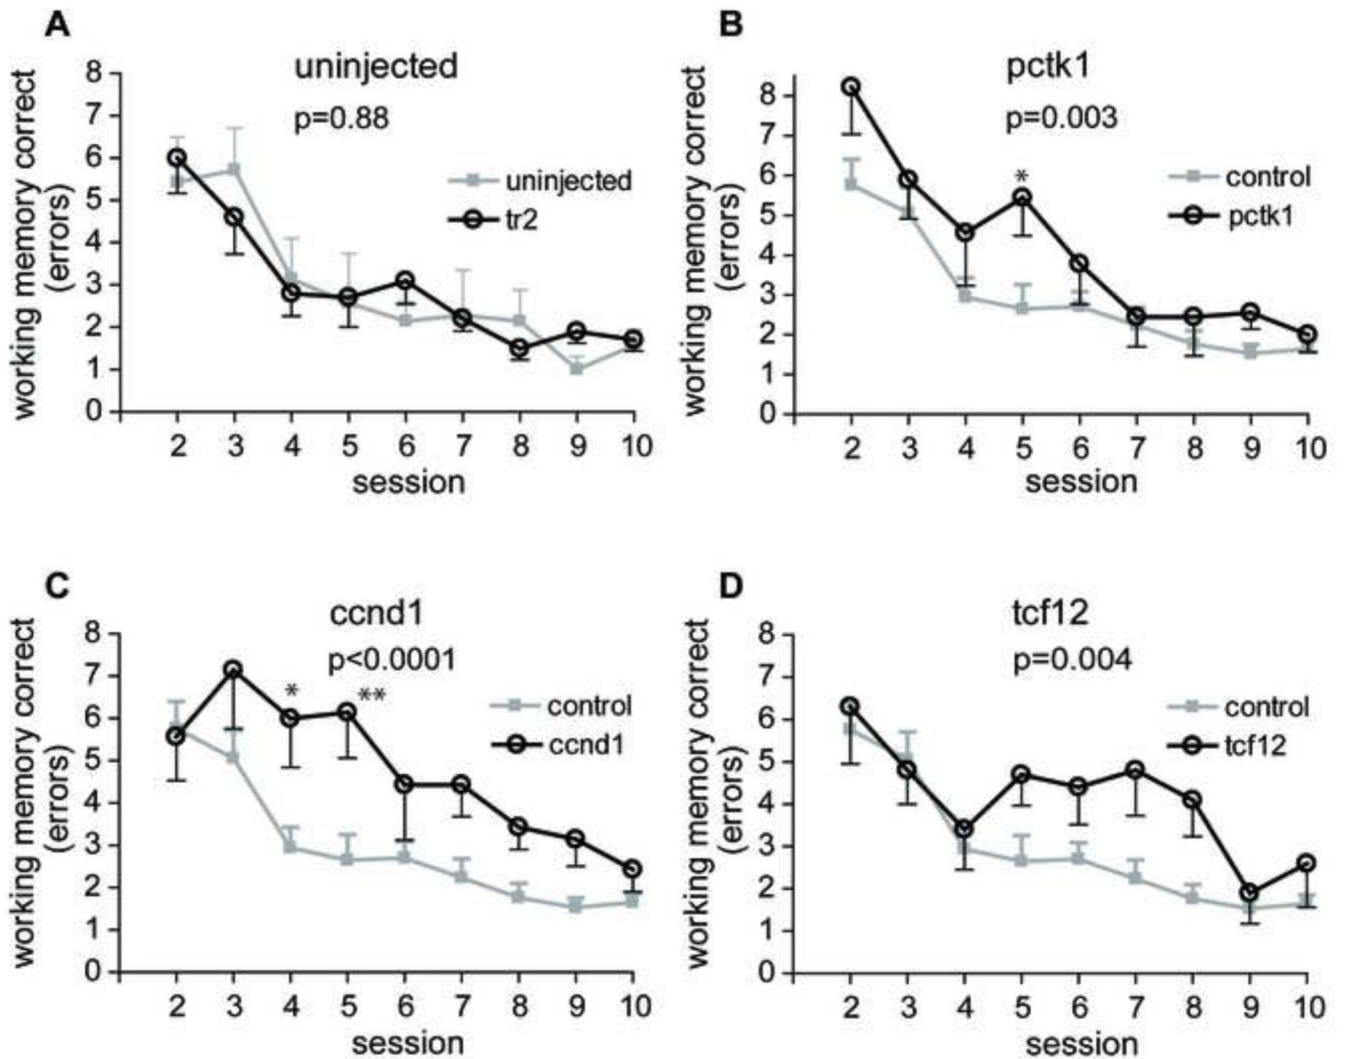 A
uninjected
p=0.88
working memory correct
(errors)
8
7
6
5
4
3
2
1
0
uninjected
tr2
2 3 4 5 6 7 8 9 10
session
B
pctk1
p=0.003
working memory correct
(errors)
8
7
6
5
4
3
2
1
0
*
control
pctk1
2 3 4 5 6 7 8 9 10
session
C
ccnd1
p<0.0001
working memory correct
(errors)
8
7
6
5
4
3
2
1
0
* **
control
ccnd1
2 3 4 5 6 7 8 9 10
session
D
tcf12
p=0.004
working memory correct
(errors)
8
7
6
5
4
3
2
1
0
control
tcf12
2 3 4 5 6 7 8 9 10
session